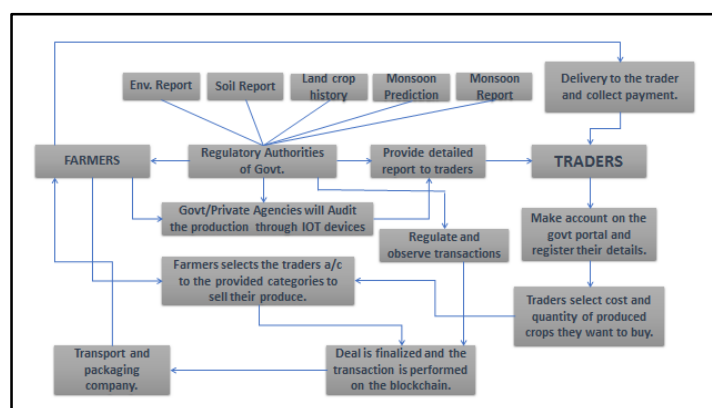 Env. Report
Soil Report
Land crop
history
Monsoon
Prediction
Monsoon
Report
Delivery to the trader
and collect payment.
FARMERS
Regulatory Authorities
of Govt.
Provide detailed
report to traders
TRADERS
Govt/Private Agencies will Audit
the production through IOT devices
Regulate and
observe transactions
Make account on the
govt portal and
register their details.
Farmers selects the traders a/c
to the provided categories to
sell their produce.
Traders select cost and
quantity of produced
crops they want to buy.
Transport and
packaging
company.
Deal is finalized and the
transaction is performed
on the blockchain.